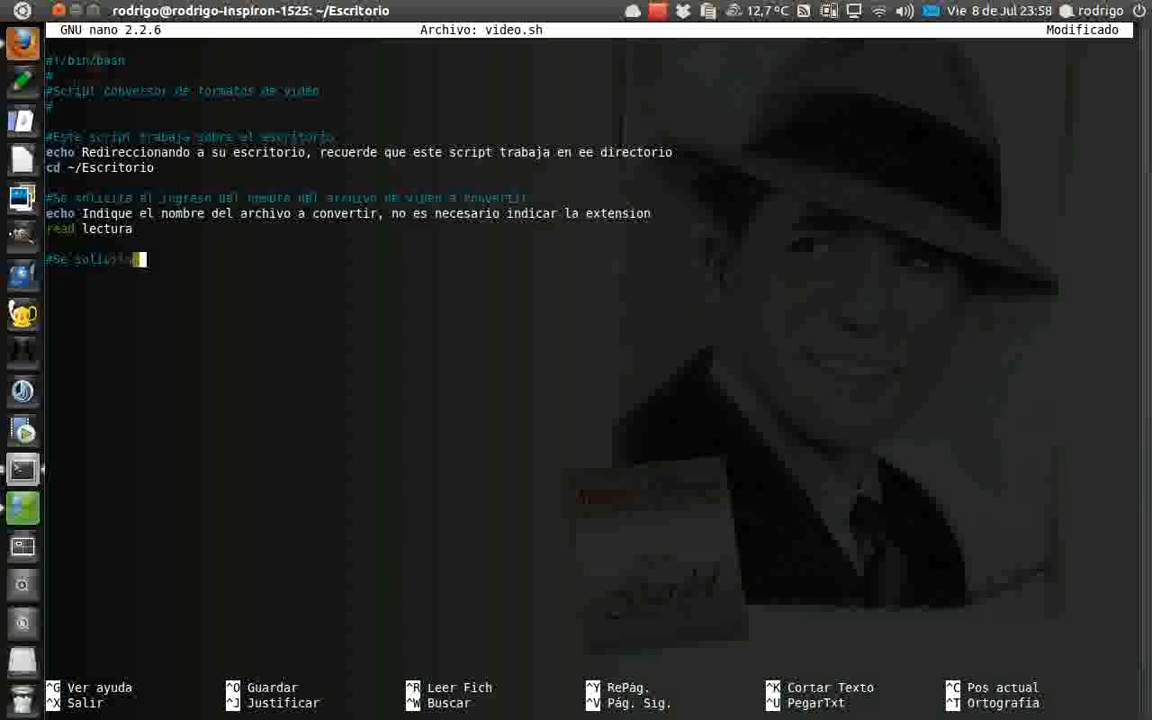 rodrigo@rodrigo-Inspiron-1525: ~/Escritorio
12,7 ºC
Vie 8 de Jul 23:58
rodrigo
GNU nano 2.2.6
Archivo: video.sh
Modificado
#!/bin/bash
#
#Script conversor de formatos de video
#
#Este script trabaja sobre el escritorio
echo Redireccionando a su escritorio, recuerde que este script trabaja en ee directorio
cd ~/Escritorio
#Se solicita el ingreso del nombre del archivo de video a convertir
echo Indique el nombre del archivo a convertir, no es necesario indicar la extension
read lectura
#Se
^G Ver ayuda
^O Guardar
^R Leer Fich
^Y RePág.
^K Cortar Texto
^C Pos actual
^X Salir
^J Justificar
^W Buscar
^V Pág. Sig.
^U PegarTxt
^T Ortografía